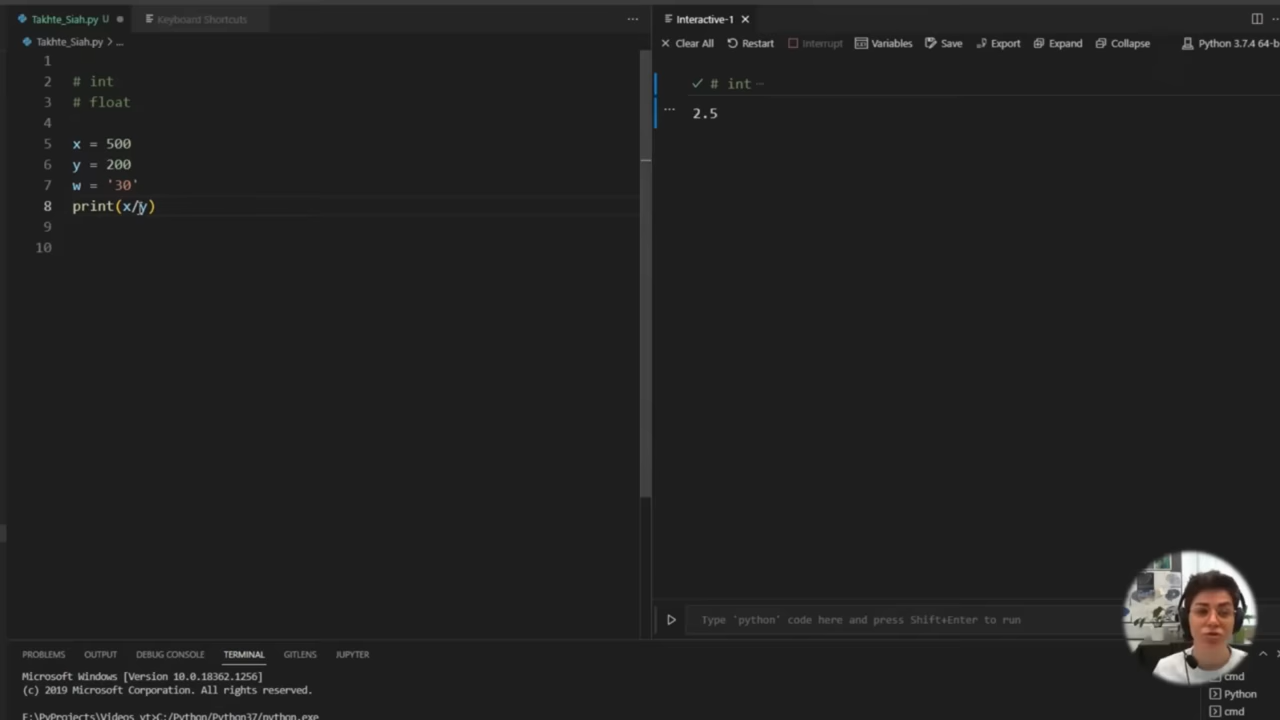 Takhte_Siah.py U
Keyboard Shortcuts
...
Interactive-1
Takhte_Siah.py > ...
Clear All Restart Interrupt Variables Save Export Expand Collapse Python 3.7.4 64-b
1
2 # int
3 # float
4
5 x = 500
6 y = 200
7 w = '30'
8 print(x/y)
9
10
# int
...
2.5
Type 'python' code here and press Shift+Enter to run
PROBLEMS OUTPUT DEBUG CONSOLE TERMINAL GITLENS JUPYTER
Microsoft Windows [Version 10.0.18362.1256]
(c) 2019 Microsoft Corporation. All rights reserved.
E:\PyProjects\Videos_yt>C:/Python/Python37/python.exe
cmd
Python
cmd